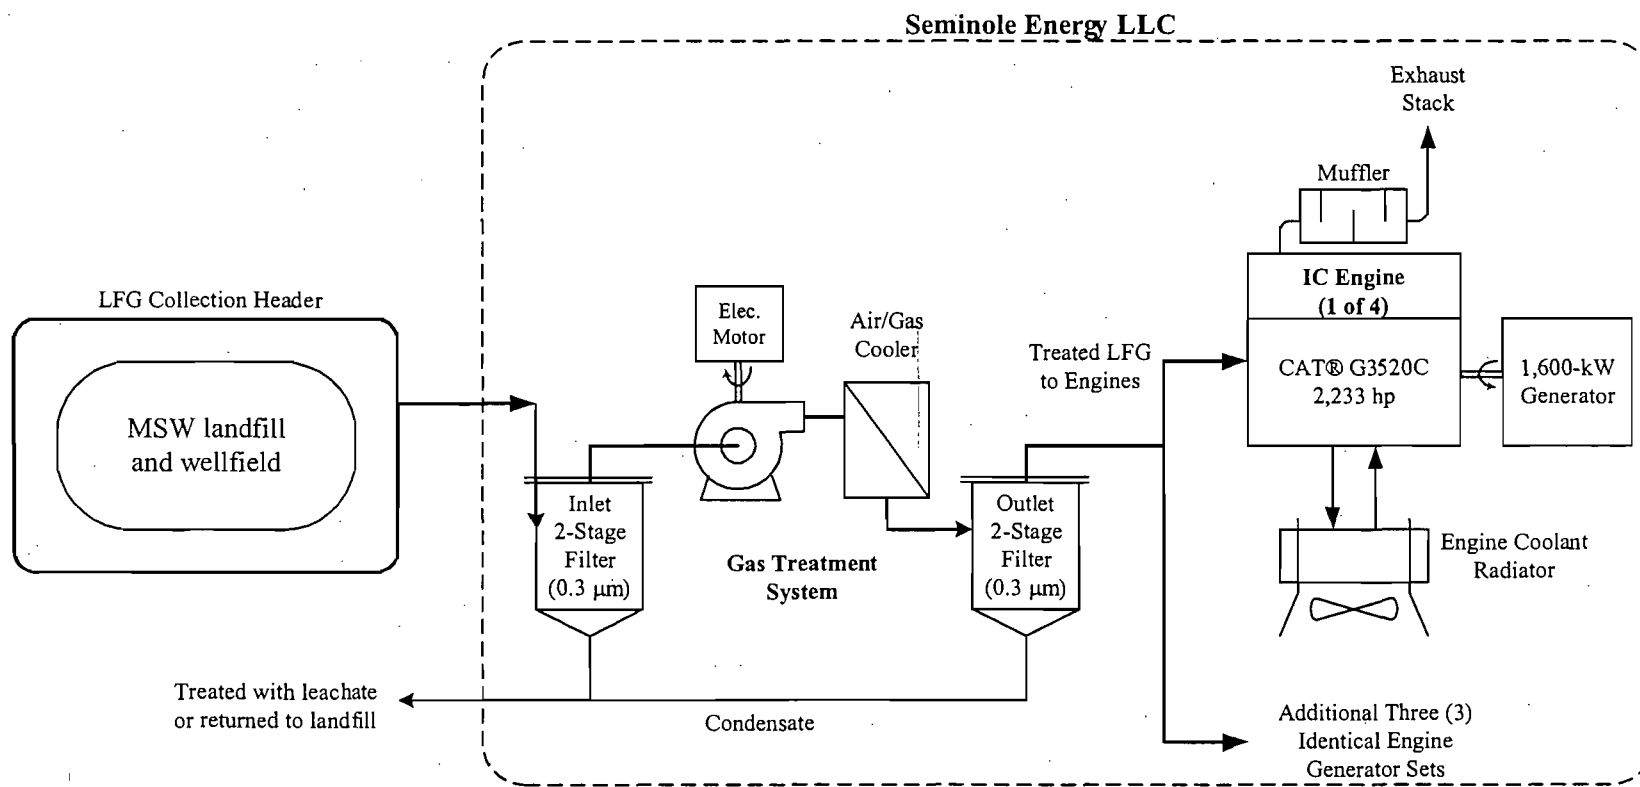 Seminole Energy LLC
Exhaust
Stack
Muffler
LFG Collection Header
MSW landfill
and wellfield
Elec.
Motor
Air/Gas
Cooler
Treated LFG
to Engines
IC Engine
(1 of 4)
CAT® G3520C
2,233 hp
1,600-kW
Generator
Inlet
2-Stage
Filter
(0.3 µm)
Gas Treatment
System
Outlet
2-Stage
Filter
(0.3 µm)
Engine Coolant
Radiator
Treated with leachate
or returned to landfill
Condensate
Additional Three (3)
Identical Engine
Generator Sets